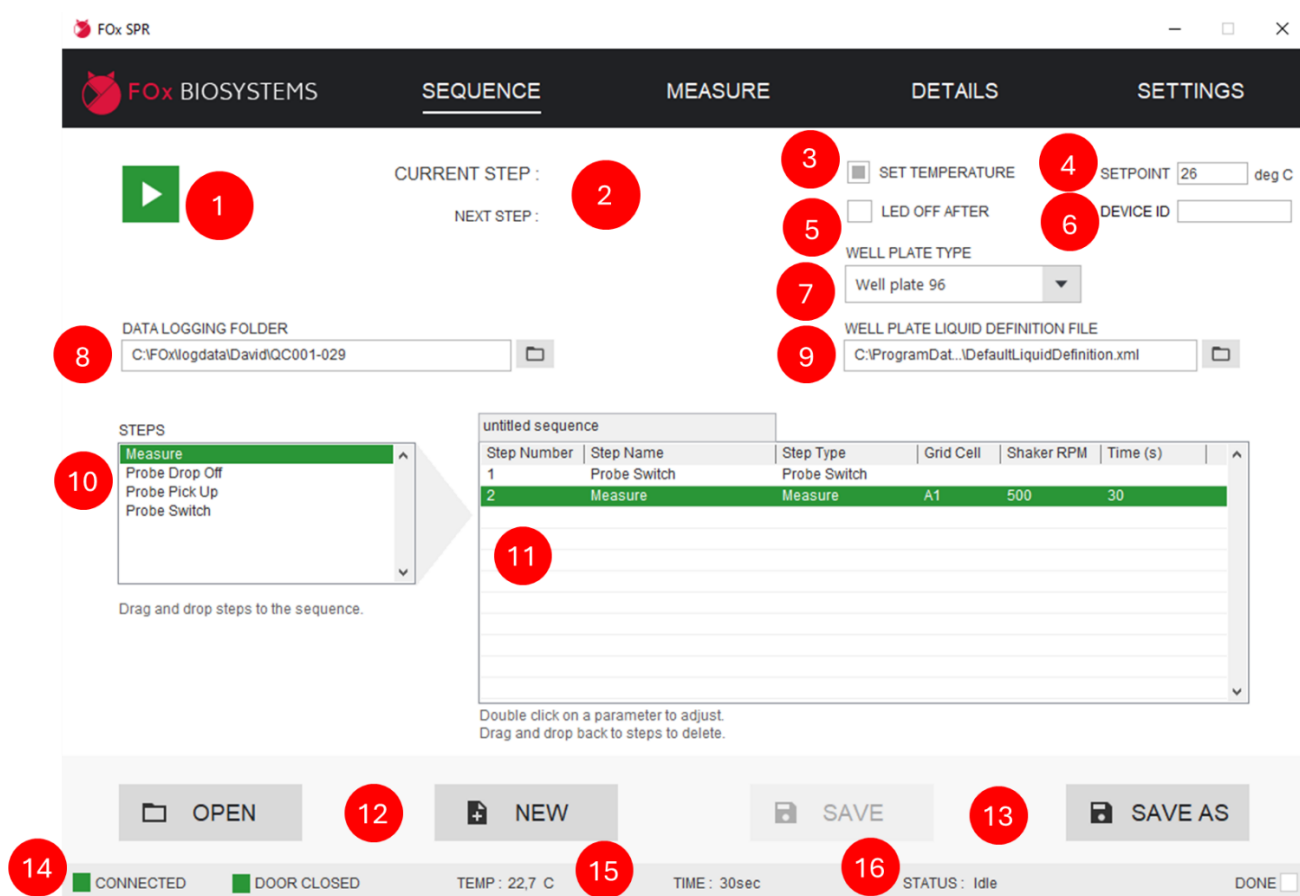 FOx SPR
FOx BIOSYSTEMS SEQUENCE MEASURE DETAILS SETTINGS
1
CURRENT STEP :
2
NEXT STEP :
3 SET TEMPERATURE 4 SETPOINT 26 deg C
5 LED OFF AFTER 6 DEVICE ID
WELL PLATE TYPE
7 Well plate 96
DATA LOGGING FOLDER
8 C:\FOx\logdata\David\QC001-029
WELL PLATE LIQUID DEFINITION FILE
9 C:\ProgramDat...\DefaultLiquidDefinition.xml
STEPS
10
Measure
Probe Drop Off
Probe Pick Up
Probe Switch
Drag and drop steps to the sequence.
untitled sequence
Step Number Step Name Step Type Grid Cell Shaker RPM Time (s)
1 Probe Switch Probe Switch
2 Measure Measure A1 500 30
11
Double click on a parameter to adjust.
Drag and drop back to steps to delete.
OPEN 12 NEW SAVE 13 SAVE AS
14 CONNECTED DOOR CLOSED TEMP : 22,7 C 15 TIME : 30sec 16 STATUS : Idle DONE